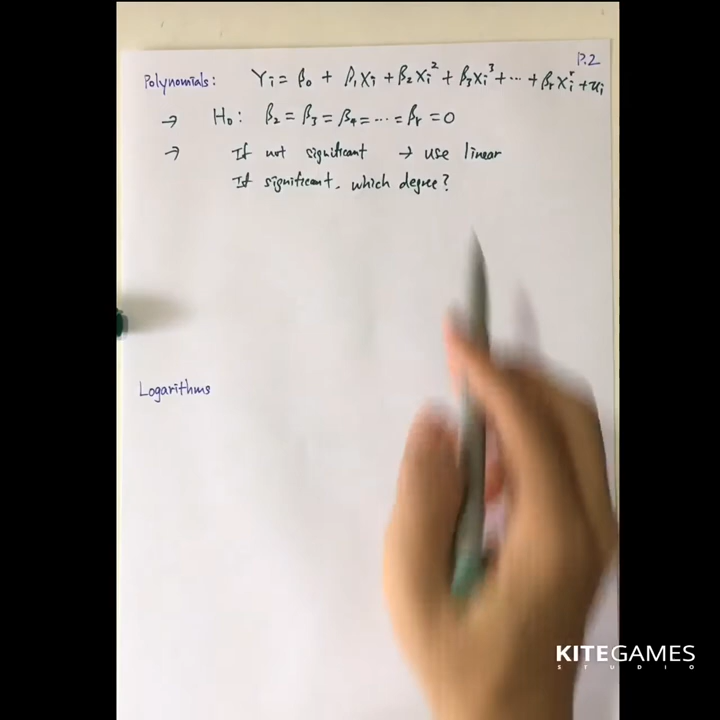 P.2
Polynomials: Yi = β₀ + β₁Xi + β₂Xi² + β₃Xi³ + ··· + βᵣXiʳ + ui
→ H₀: β₂ = β₃ = β₄ = ··· = βᵣ = 0
→ If not significant → use linear
If significant, which degree?
Logarithms
KITEGAMES
STUDIO